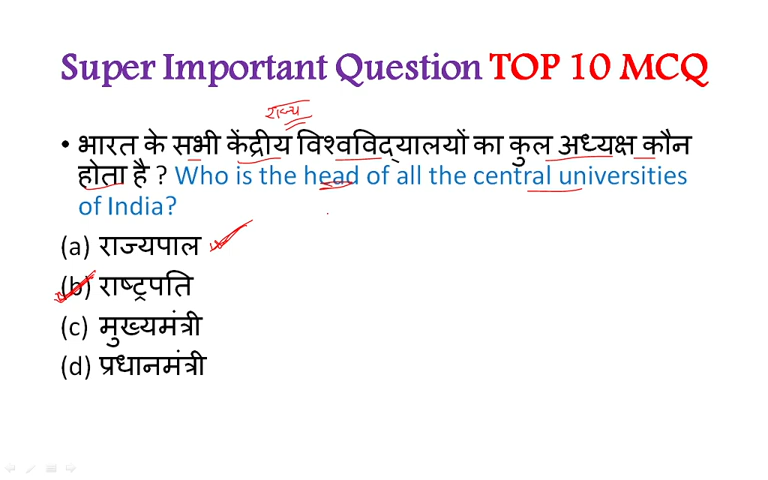 Super Important Question TOP 10 MCQ
राज्य
• भारत के सभी केंद्रीय विश्वविद्यालयों का कुल अध्यक्ष कौन
होता है ? Who is the head of all the central universities
of India?
(a) राज्यपाल
(b) राष्ट्रपति
(c) मुख्यमंत्री
(d) प्रधानमंत्री